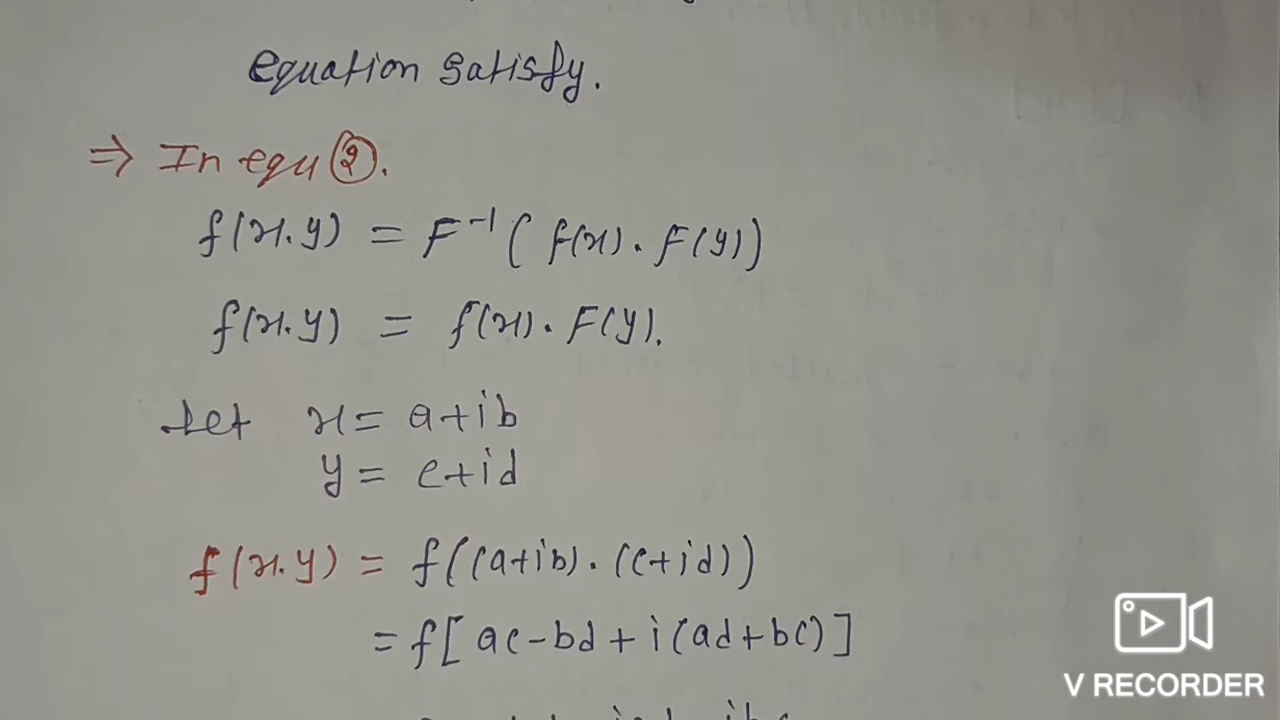 equation satisfy.
⇒ In equ ②.
f(x.y) = F⁻¹( f(x) . F(y))
f(x.y) = f(x) . F(y).
Let x = a+ib
y = c+id
f(x.y) = f((a+ib) . (c+id))
= f[ ac-bd + i(ad+bc)]
V RECORDER